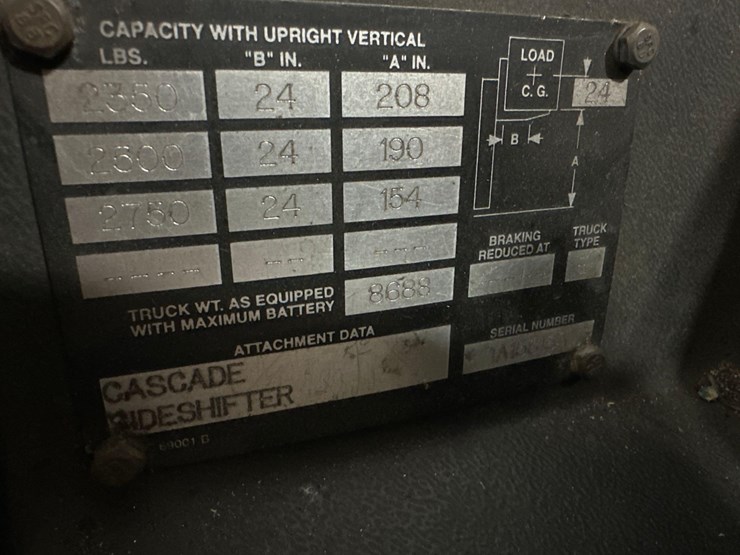 CAPACITY WITH UPRIGHT VERTICAL
LBS. "B" IN. "A" IN.
2350 24 208
2600 24 190
2750 24 154
---- -- ---
TRUCK WT. AS EQUIPPED
WITH MAXIMUM BATTERY 8688
LOAD
C. G.
24
B
A
BRAKING
REDUCED AT
TRUCK
TYPE
ATTACHMENT DATA
CASCADE
SIDESHIFTER
SERIAL NUMBER